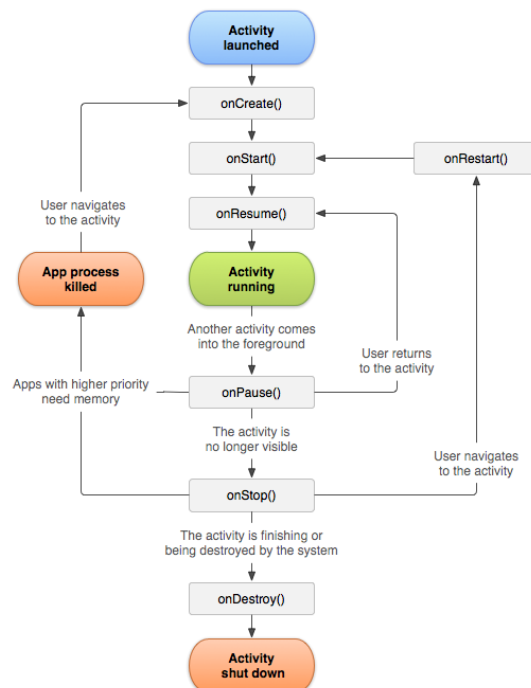 Activity
launched
onCreate()
onStart()
onRestart()
User navigates
to the activity
onResume()
App process
killed
Activity
running
Another activity comes
into the foreground
User returns
to the activity
Apps with higher priority
need memory
onPause()
The activity is
no longer visible
User navigates
to the activity
onStop()
The activity is finishing or
being destroyed by the system
onDestroy()
Activity
shut down